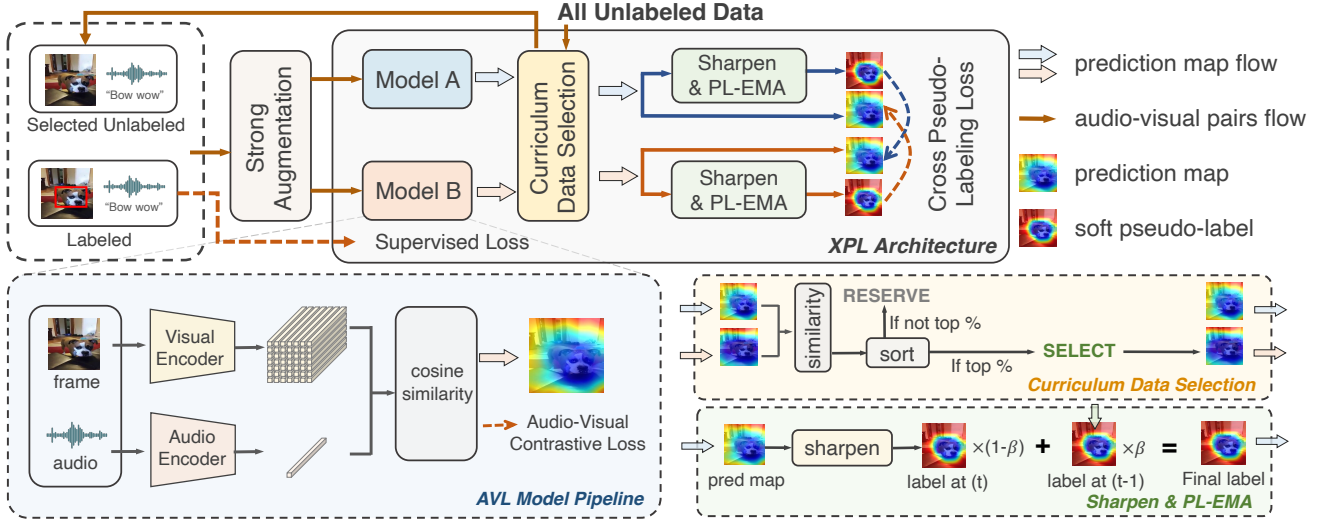 All Unlabeled Data
"Bow wow"
Selected Unlabeled
"Bow wow"
Labeled
Strong
Augmentation
Model A
Model B
Supervised Loss
Curriculum
Data Selection
Sharpen
& PL-EMA
Sharpen
& PL-EMA
Cross Pseudo-
Labeling Loss
XPL Architecture
prediction map flow
audio-visual pairs flow
prediction map
soft pseudo-label
frame
audio
Visual
Encoder
Audio
Encoder
cosine
similarity
Audio-Visual
Contrastive Loss
AVL Model Pipeline
similarity
RESERVE
If not top %
sort
If top %
SELECT
Curriculum Data Selection
pred map
sharpen
×(1-β)
label at (t)
+
×β
label at (t-1)
=
Final label
Sharpen & PL-EMA